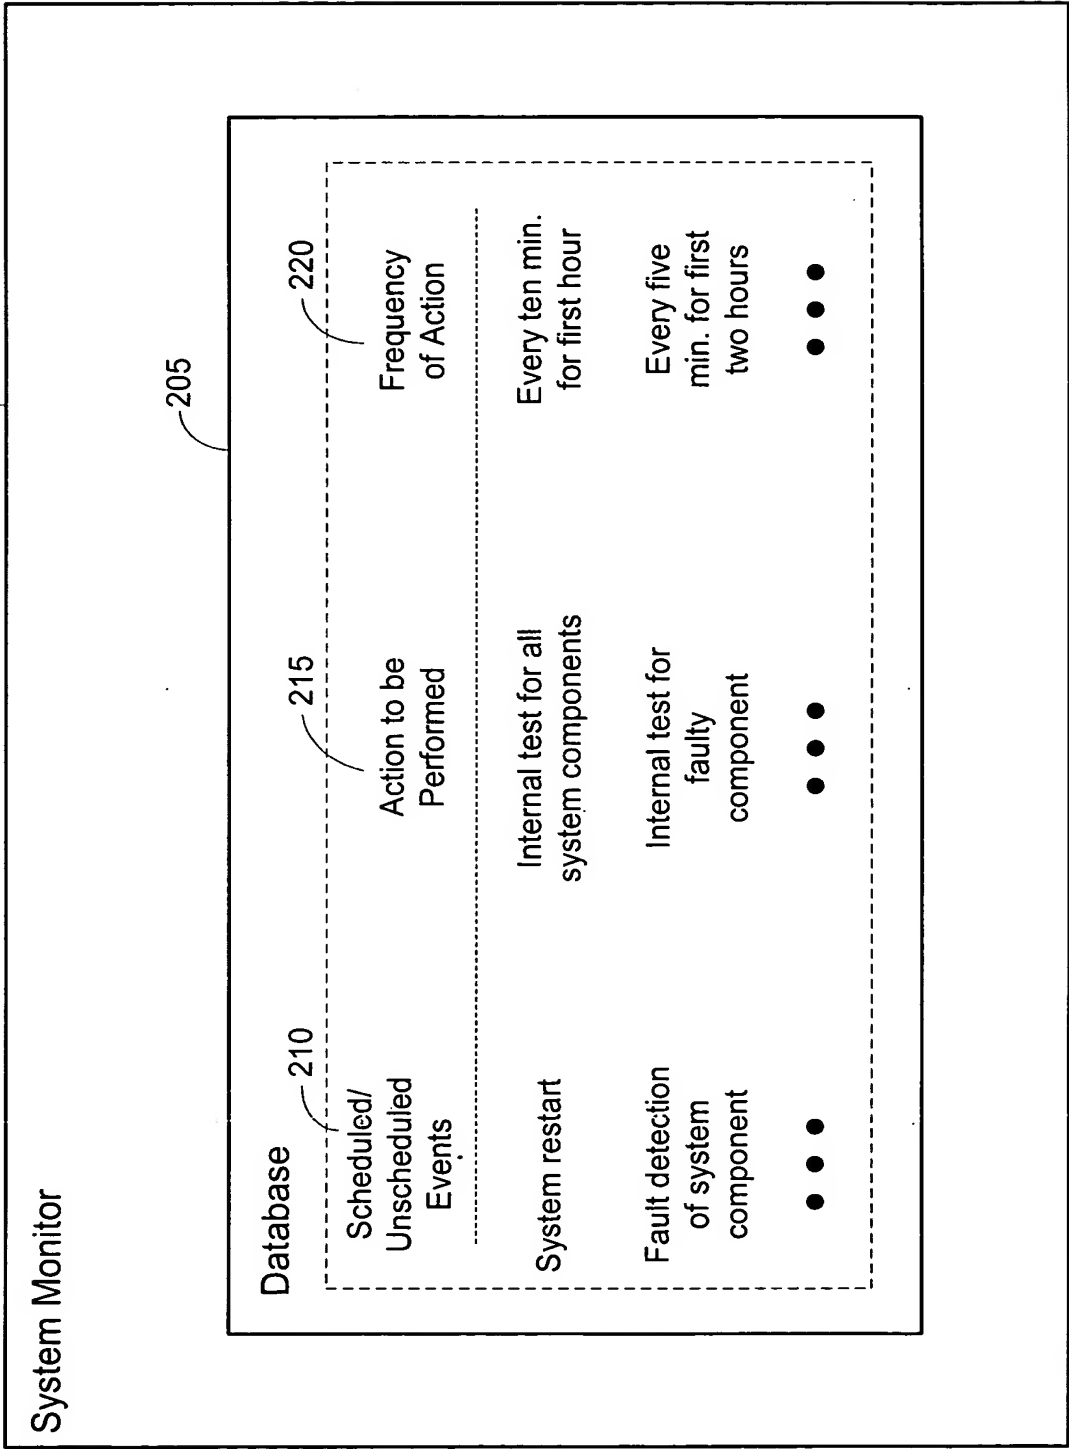 System Monitor
205
Database
210
215
220
Scheduled/
Unscheduled
Events
Action to be
Performed
Frequency
of Action
System restart
Internal test for all
system components
Every ten min.
for first hour
Fault detection
of system
component
Internal test for
faulty
component
Every five
min. for first
two hours